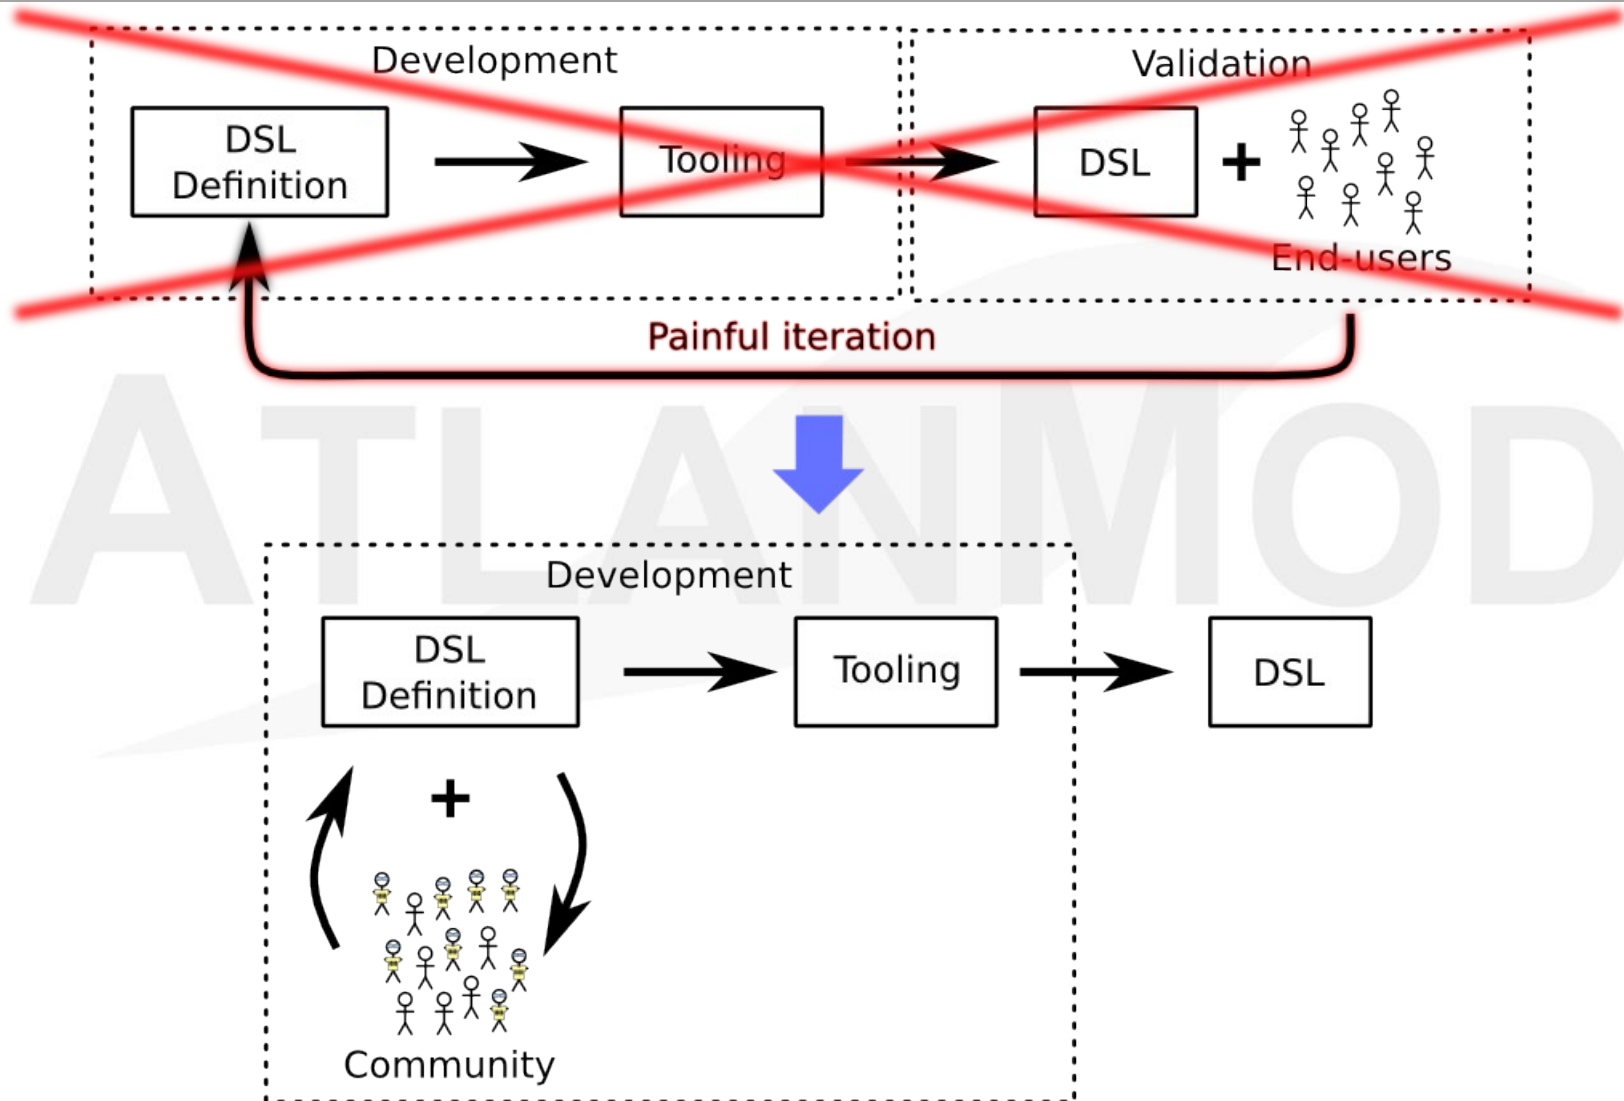 Development
Validation
DSL
Definition
Tooling
DSL
+
End-users
Painful iteration
ATLANMOD
Development
DSL
Definition
Tooling
DSL
+
Community